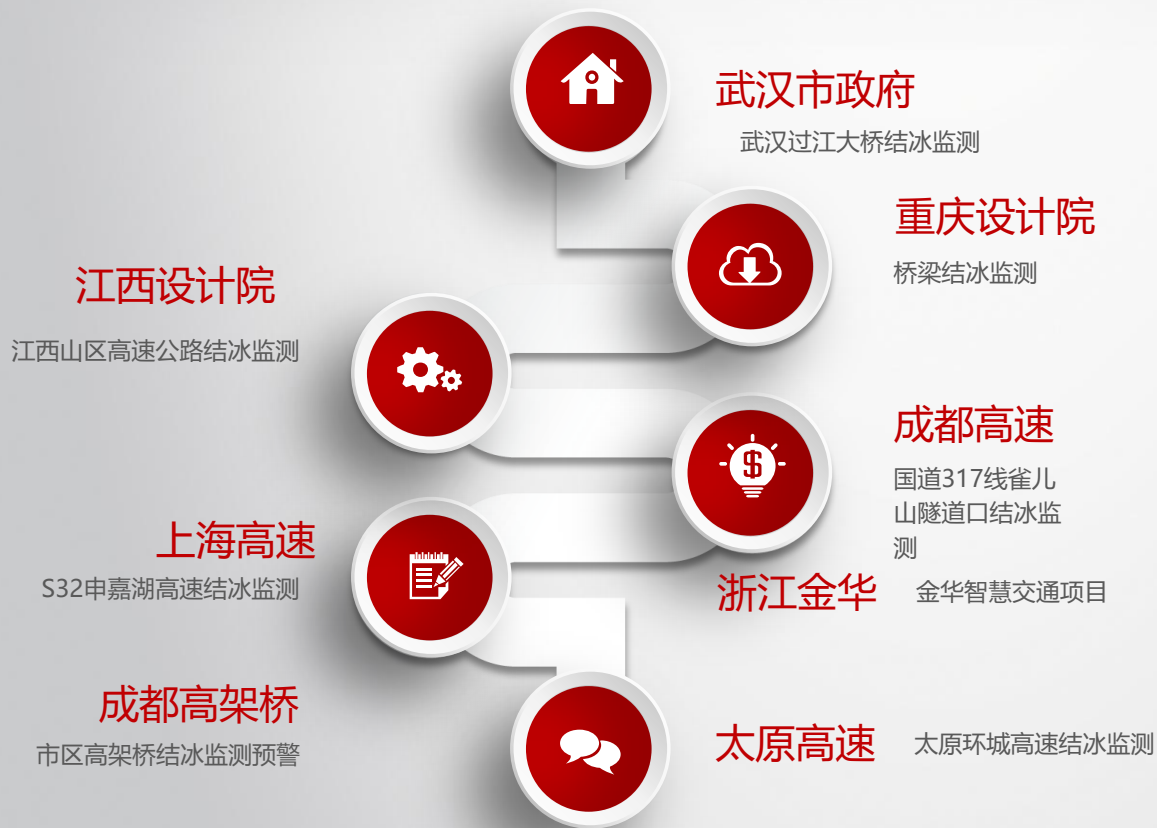 武汉市政府
武汉过江大桥结冰监测
重庆设计院
桥梁结冰监测
江西设计院
江西山区高速公路结冰监测
成都高速
国道317线雀儿
山隧道口结冰监
测
上海高速
S32申嘉湖高速结冰监测
浙江金华 金华智慧交通项目
成都高架桥
市区高架桥结冰监测预警
太原高速 太原环城高速结冰监测